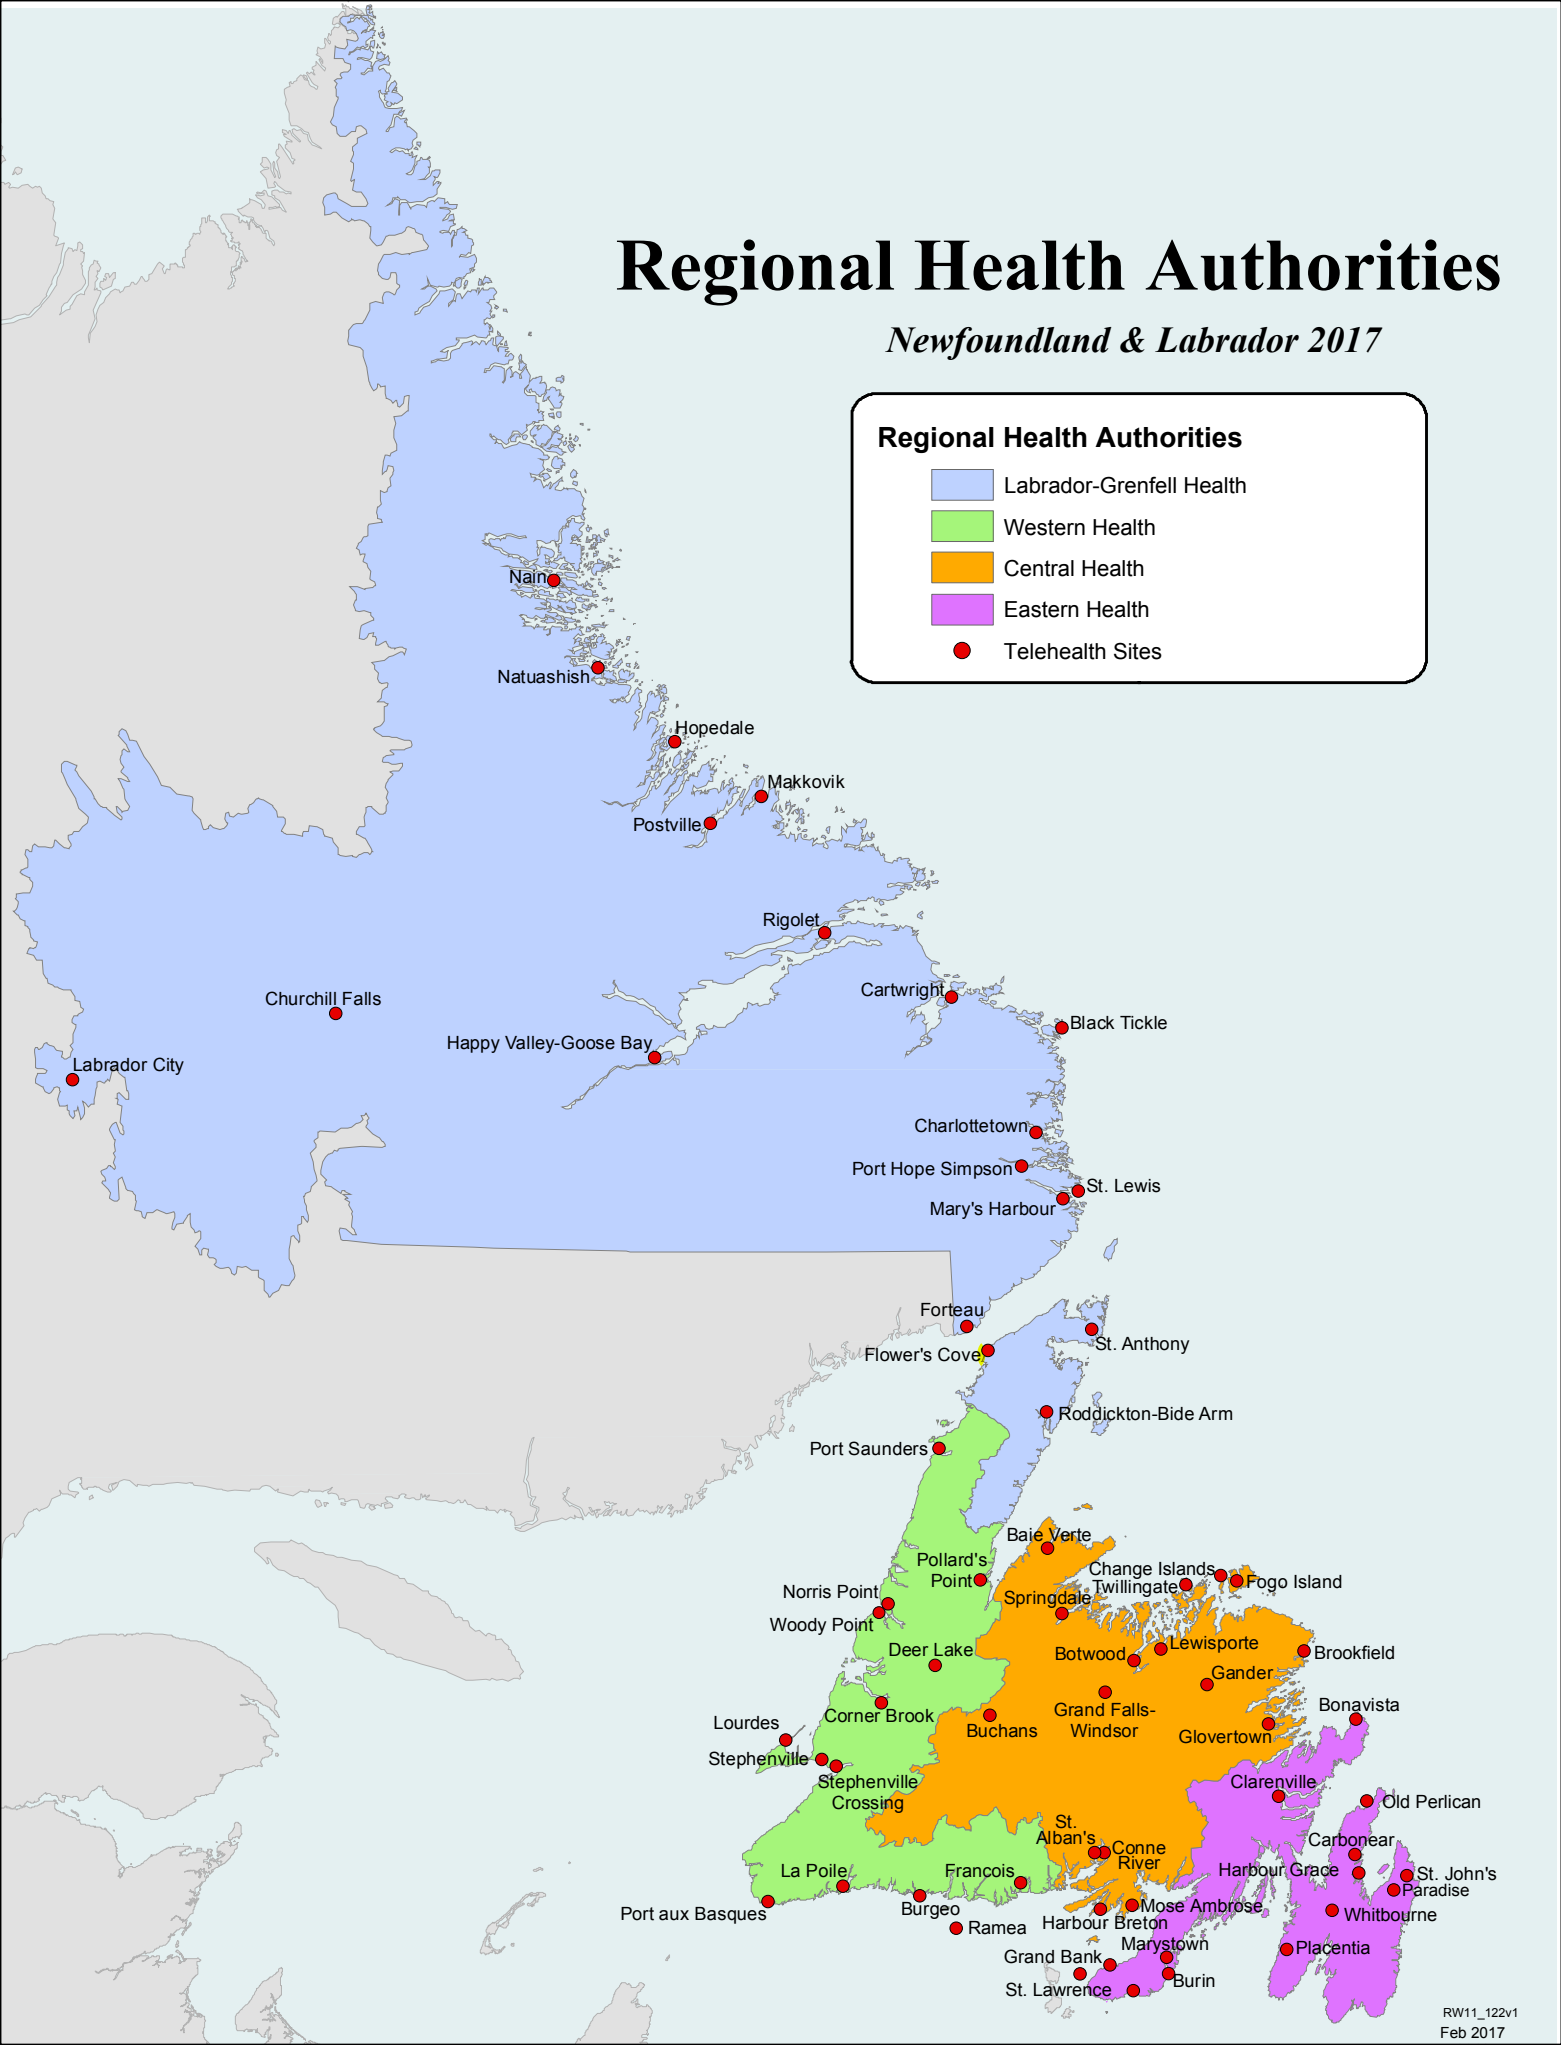 Regional Health Authorities
Newfoundland & Labrador 2017
Regional Health Authorities
Labrador-Grenfell Health
Western Health
Central Health
Eastern Health
Telehealth Sites
Nain
Natuashish
Hopedale
Makkovik
Postville
Rigolet
Cartwright
Churchill Falls
Black Tickle
Happy Valley-Goose Bay
Labrador City
Charlottetown
Port Hope Simpson
St. Lewis
Mary's Harbour
Forteau
St. Anthony
Flower's Cove
Roddickton-Bide Arm
Port Saunders
Baie Verte
Pollard's
Point
Change Islands
Twillingate
Fogo Island
Norris Point
Springdale
Woody Point
Deer Lake
Botwood
Lewisporte
Brookfield
Gander
Corner Brook
Grand Falls-
Windsor
Bonavista
Lourdes
Buchans
Glovertown
Stephenville
Stephenville
Crossing
Clarenville
Old Perlican
St.
Alban's
Conne
River
Carbonear
La Poile
Francois
Harbour Grace
St. John's
Paradise
Port aux Basques
Burgeo
Mose Ambrose
Whitbourne
Harbour Breton
Ramea
Marystown
Grand Bank
Placentia
Burin
St. Lawrence
RW11_122v1
Feb 2017